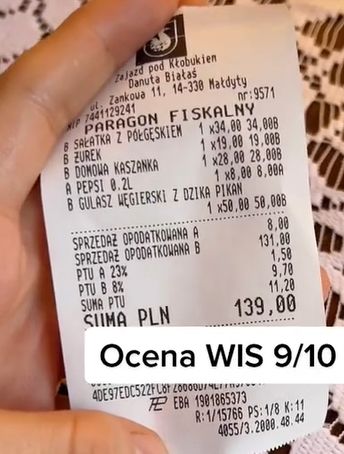 Zajazd pod Kłobukiem
Danuta Białaś
ul. Zamkowa 11, 14-330 Małdyty
NIP 7441129241 nr:9571
PARAGON FISKALNY
B SAŁATKA Z PÓŁGĘSKIEM 1 x34,00 34,00B
B ŻUREK 1 x19,00 19,00B
B DOMOWA KASZANKA 1 x28,00 28,00B
A PEPSI 0.2L 1 x8,00 8,00A
B GULASZ WĘGIERSKI Z DZIKA PIKAN
1 x50,00 50,00B
SPRZEDAŻ OPODATKOWANA A 8,00
SPRZEDAŻ OPODATKOWANA B 131,00
PTU A 23% 1,50
PTU B 8% 9,70
SUMA PTU 11,20
SUMA PLN 139,00
Ocena WIS 9/10
EBA 1901865373
R:1/15766 PS:1/8 K:11
4055/3.2000.48.44